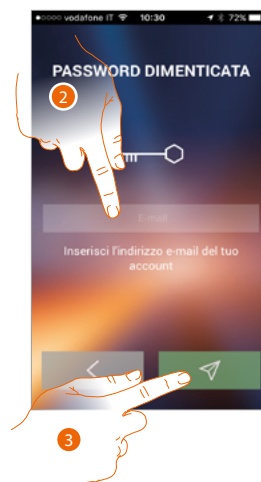 vodafone IT 10:30 72%
PASSWORD DIMENTICATA
2
E-mail
Inserisci l'indirizzo e-mail del tuo
account
3